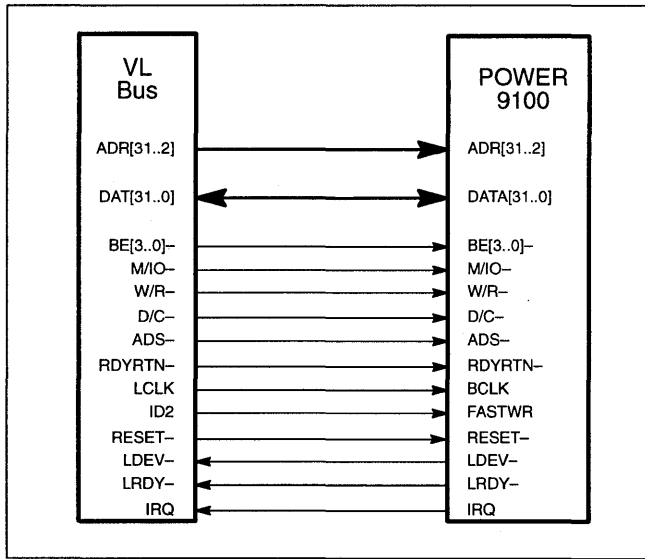 VL
Bus
POWER
9100
ADR[31..2] ADR[31..2]
DAT[31..0] DATA[31..0]
BE[3..0]– BE[3..0]–
M/IO– M/IO–
W/R– W/R–
D/C– D/C–
ADS– ADS–
RDYRTN– RDYRTN–
LCLK BCLK
ID2 FASTWR
RESET– RESET–
LDEV– LDEV–
LRDY– LRDY–
IRQ IRQ